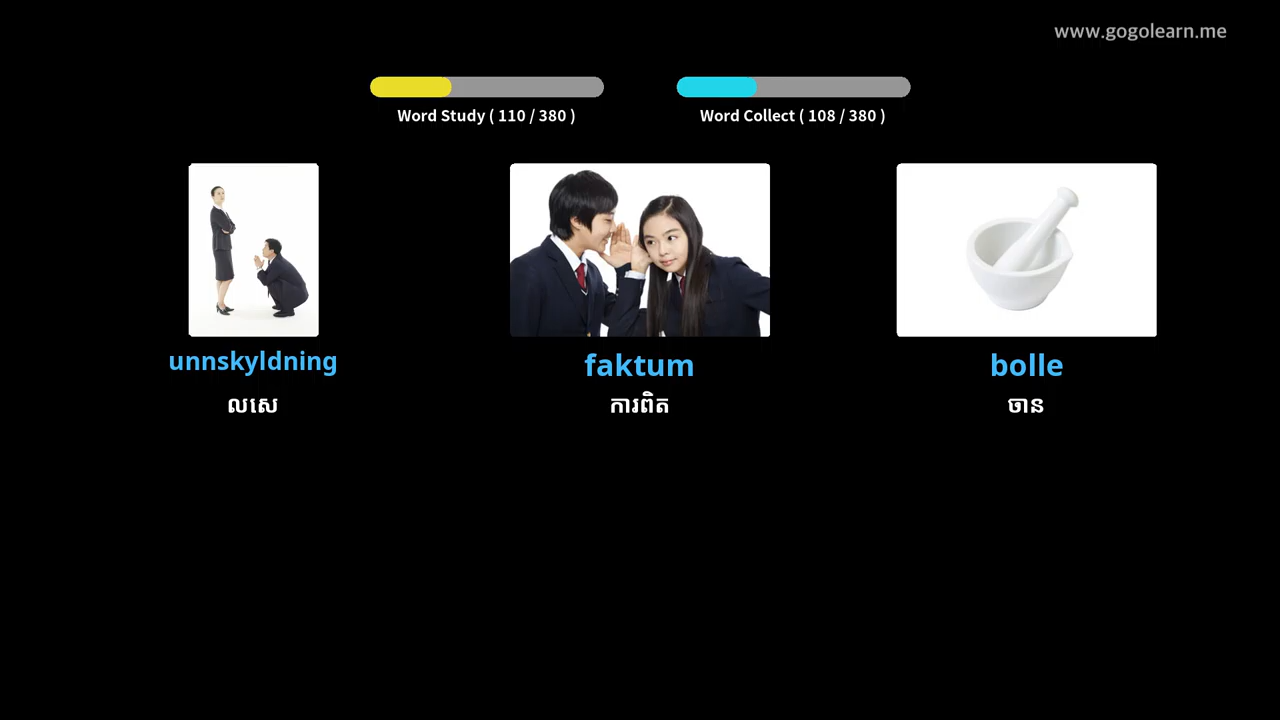 www.gogolearn.me
Word Study ( 110 / 380 )
Word Collect ( 108 / 380 )
unnskyldning
faktum
bolle
លេស
ការពិត
ចាន